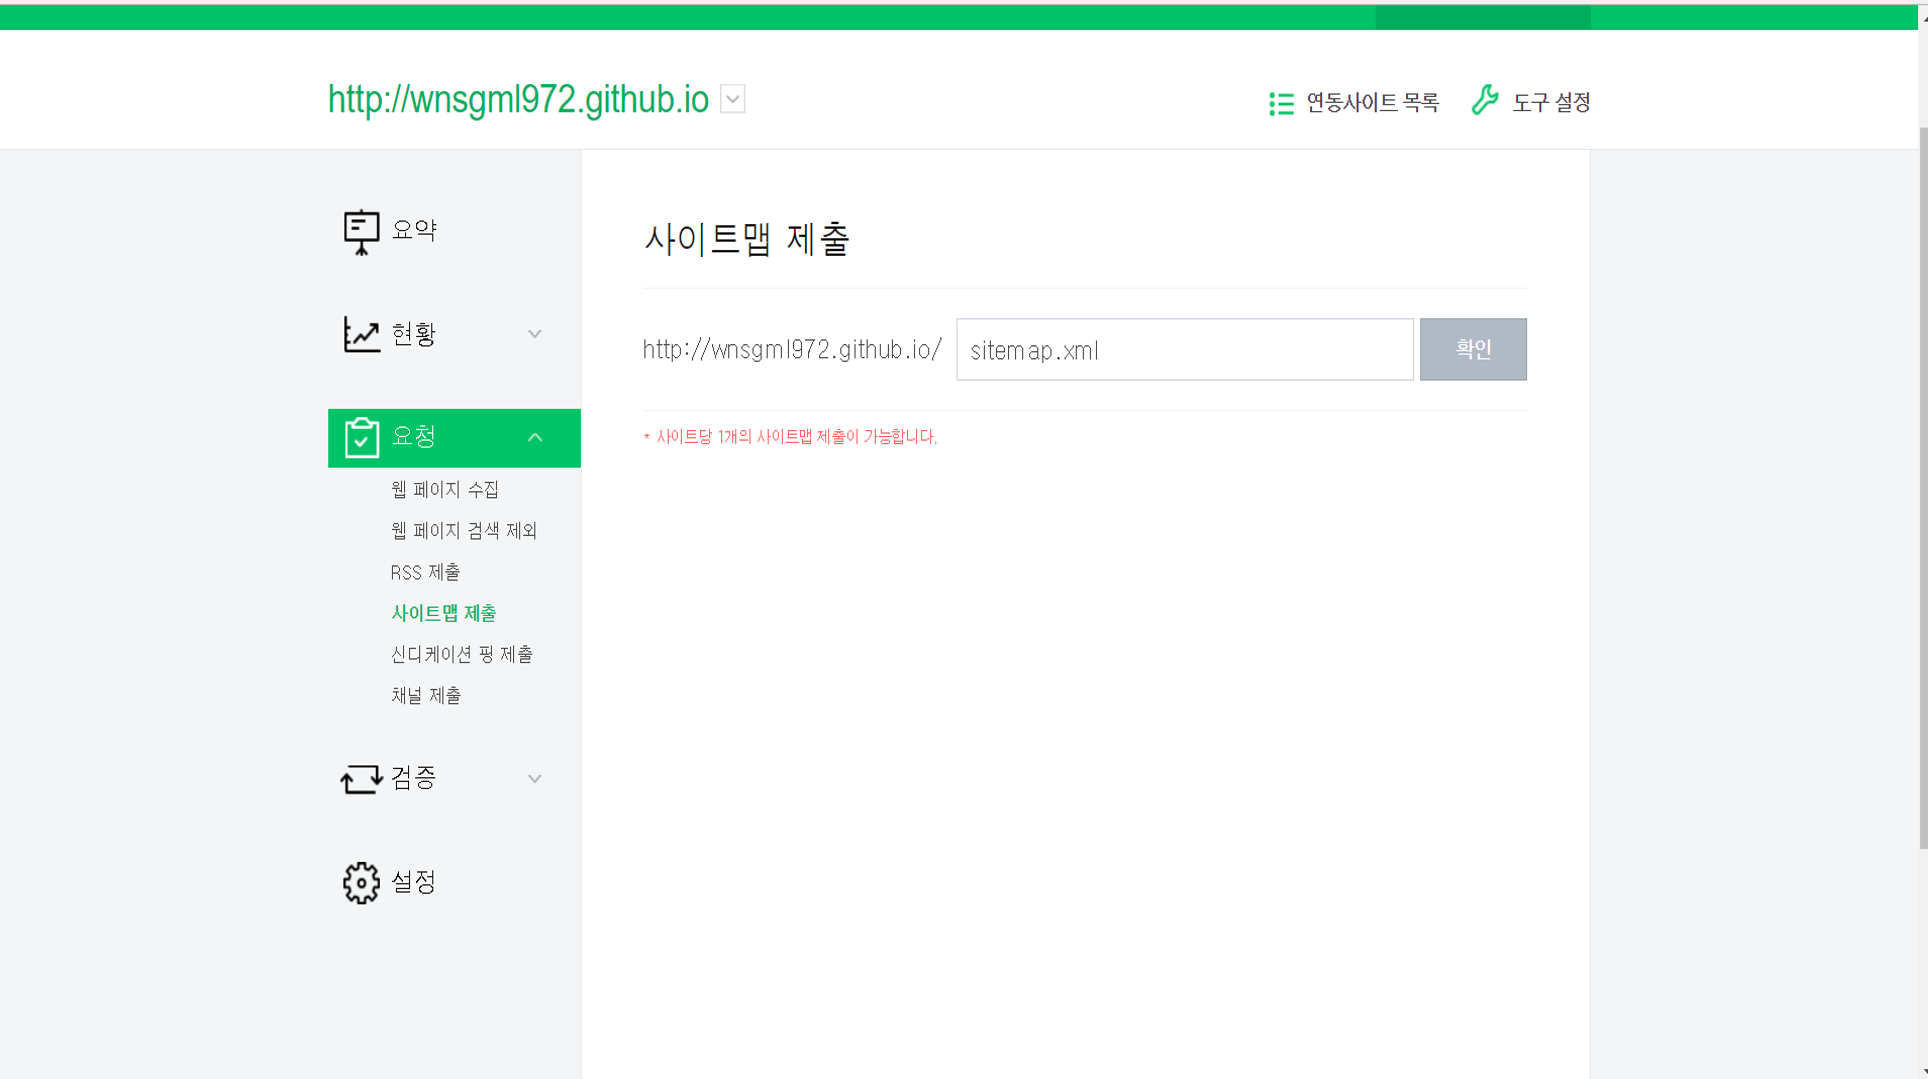 http://wnsgml972.github.io
연동사이트 목록
도구 설정
요약
현황
요청
웹 페이지 수집
웹 페이지 검색 제외
RSS 제출
사이트맵 제출
신디케이션 핑 제출
채널 제출
검증
설정
사이트맵 제출
http://wnsgml972.github.io/ sitemap.xml 확인
* 사이트당 1개의 사이트맵 제출이 가능합니다.